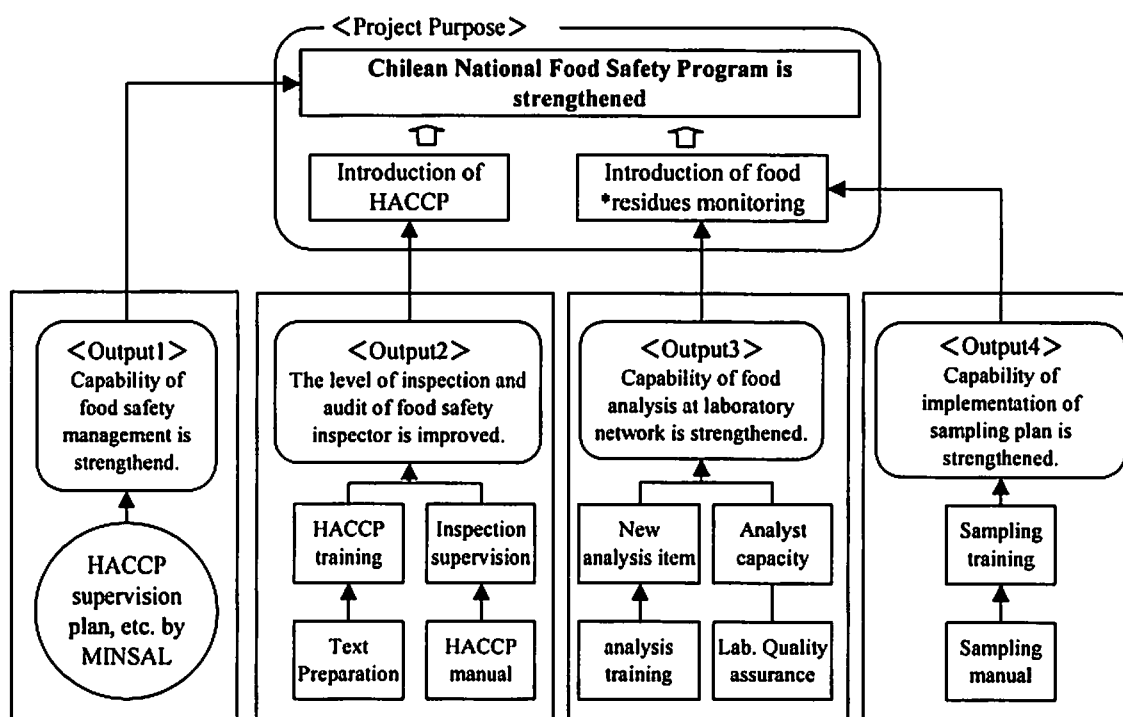 <Project Purpose>
Chilean National Food Safety Program is
strengthened
Introduction of
HACCP
Introduction of food
*residues monitoring
<Output1>
Capability of
food safety
management is
strengthend.
HACCP
supervision
plan, etc. by
MINSAL
<Output2>
The level of inspection and
audit of food safety
inspector is improved.
HACCP
training
Inspection
supervision
Text
Preparation
HACCP
manual
<Output3>
Capability of food
analysis at laboratory
network is strengthened.
New
analysis item
Analyst
capacity
analysis
training
Lab. Quality
assurance
<Output4>
Capability of
implementation of
sampling plan is
strengthened.
Sampling
training
Sampling
manual